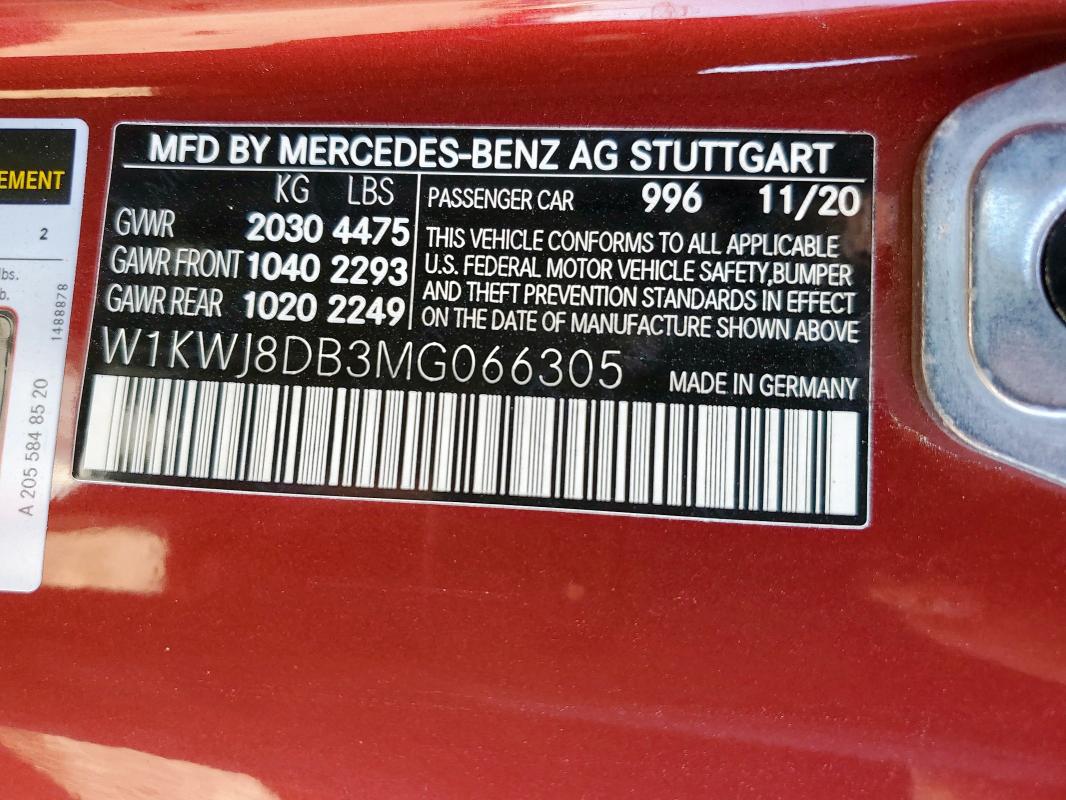 MFD BY MERCEDES-BENZ AG STUTTGART
KG LBS
GVWR 2030 4475
GAWR FRONT 1040 2293
GAWR REAR 1020 2249
PASSENGER CAR 996 11/20
THIS VEHICLE CONFORMS TO ALL APPLICABLE
U.S. FEDERAL MOTOR VEHICLE SAFETY,BUMPER
AND THEFT PREVENTION STANDARDS IN EFFECT
ON THE DATE OF MANUFACTURE SHOWN ABOVE
W1KWJ8DB3MG066305
MADE IN GERMANY
EMENT
2
lbs.
b.
1488878
A 205 584 85 20